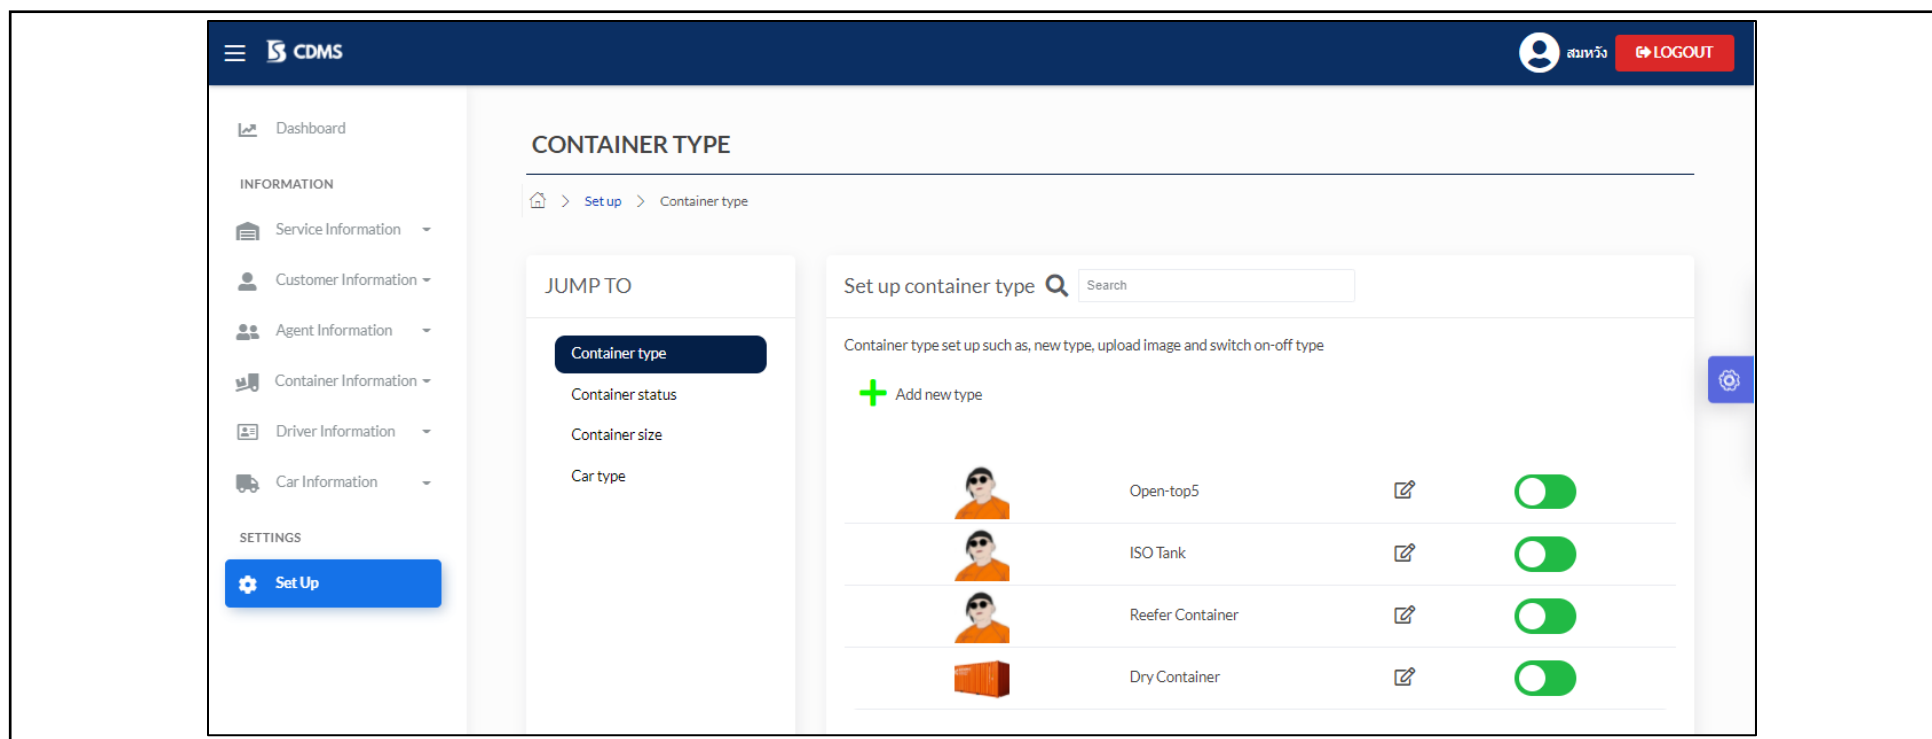 CDMS
สมหวัง
LOGOUT
Dashboard
INFORMATION
Service Information
Customer Information
Agent Information
Container Information
Driver Information
Car Information
SETTINGS
Set Up
CONTAINER TYPE
Set up > Container type
JUMP TO
Container type
Container status
Container size
Car type
Set up container type
Search
Container type set up such as, new type, upload image and switch on-off type
Add new type
Open-top5
ISO Tank
Reefer Container
Dry Container